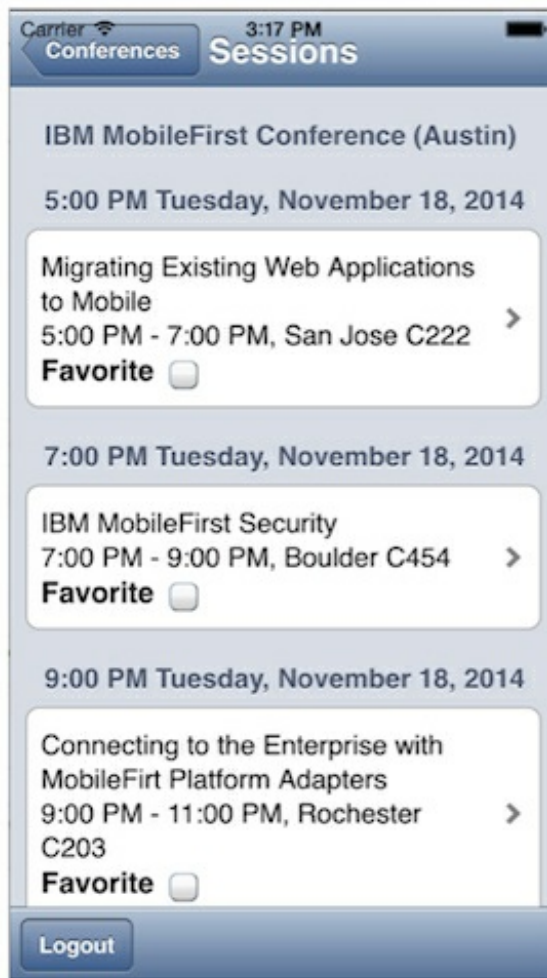 Carrier 3:17 PM
Conferences Sessions
IBM MobileFirst Conference (Austin)
5:00 PM Tuesday, November 18, 2014
Migrating Existing Web Applications
to Mobile
5:00 PM - 7:00 PM, San Jose C222
Favorite
7:00 PM Tuesday, November 18, 2014
IBM MobileFirst Security
7:00 PM - 9:00 PM, Boulder C454
Favorite
9:00 PM Tuesday, November 18, 2014
Connecting to the Enterprise with
MobileFirt Platform Adapters
9:00 PM - 11:00 PM, Rochester
C203
Favorite
Logout